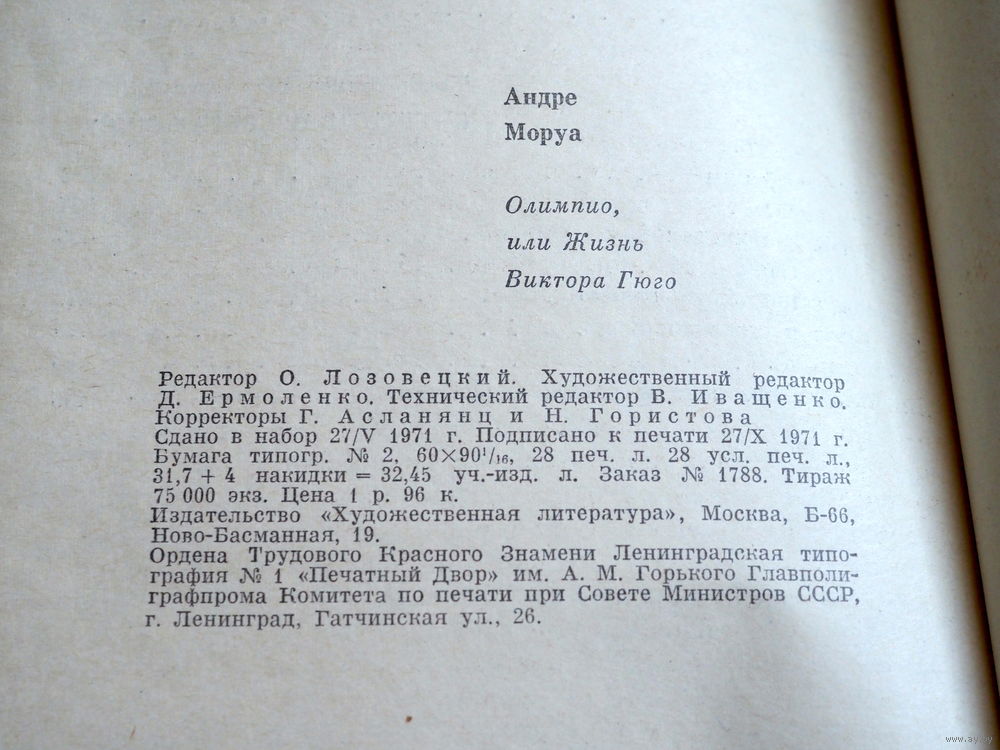 Андре
Моруа
Олимпио,
или Жизнь
Виктора Гюго
Редактор О. Лозовецкий. Художественный редактор
Д. Ермоленко. Технический редактор В. Иващенко.
Корректоры Г. Асланянц и Н. Гористова
Сдано в набор 27/V 1971 г. Подписано к печати 27/X 1971 г.
Бумага типогр. № 2, 60×90¹/₁₆, 28 печ. л. 28 усл. печ. л.,
31,7 + 4 накидки = 32,45 уч.-изд. л. Заказ № 1788. Тираж
75 000 экз. Цена 1 р. 96 к.
Издательство «Художественная литература», Москва, Б-66,
Ново-Басманная, 19.
Ордена Трудового Красного Знамени Ленинградская типо-
графия № 1 «Печатный Двор» им. А. М. Горького Главполи-
графпрома Комитета по печати при Совете Министров СССР,
г. Ленинград, Гатчинская ул., 26.
www.ay.by